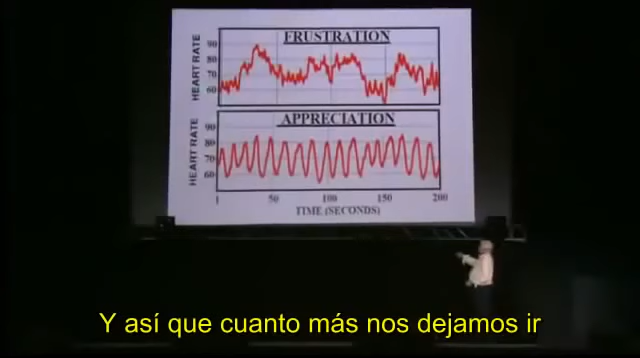 FRUSTRATION
HEART RATE
90
80
70
60
APPRECIATION
HEART RATE
90
80
70
60
1 50 100 150 200
TIME (SECONDS)
Y así que cuanto más nos dejamos ir